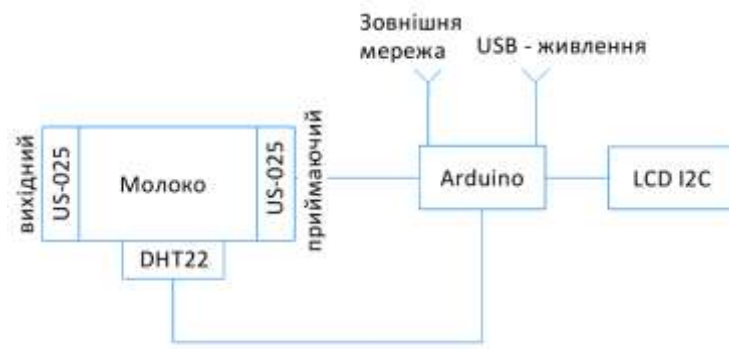 Зовнішня
мережа
USB - живлення
вихідний
US-025
Молоко
US-025
приймаючий
Arduino
LCD I2C
DHT22